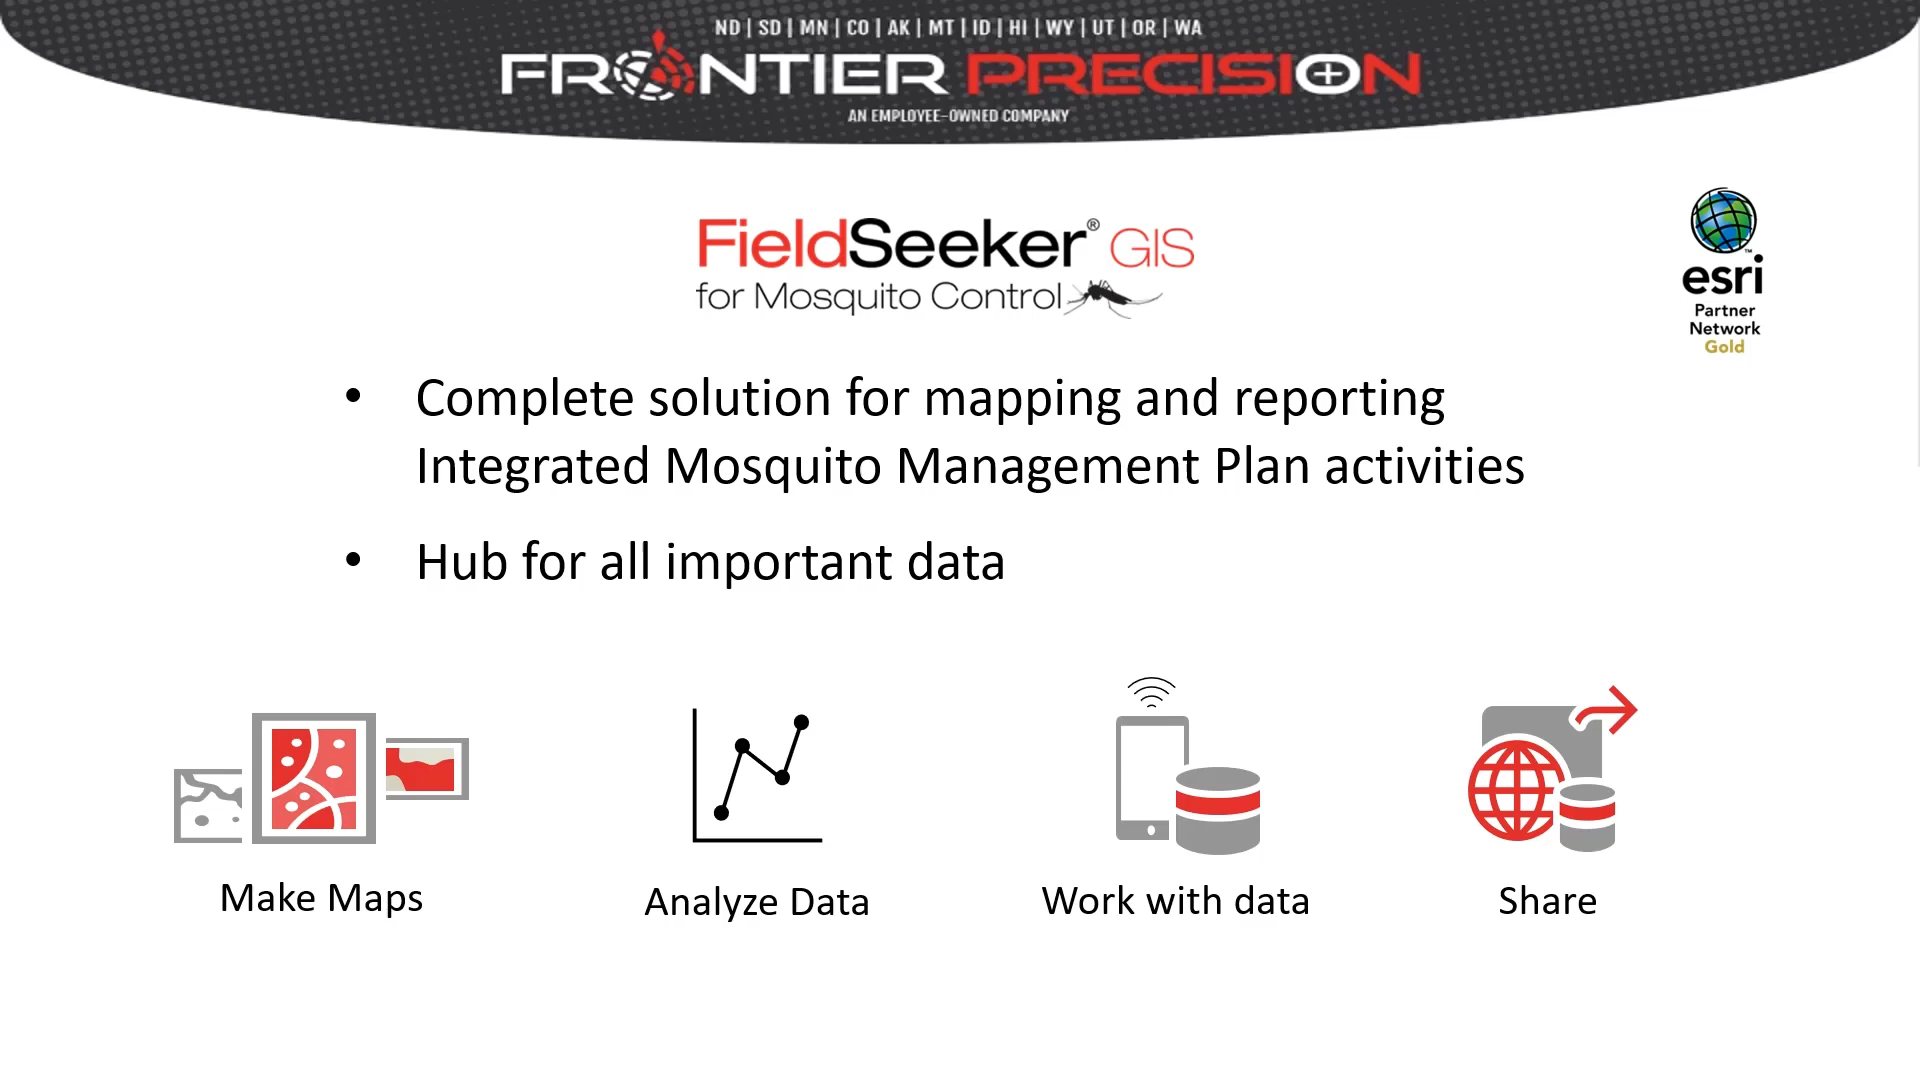 ND | SD | MN | CO | AK | MT | ID | HI | WY | UT | OR | WA
FRONTIER PRECISION
AN EMPLOYEE-OWNED COMPANY
FieldSeeker® GIS
for Mosquito Control
esri™
Partner
Network
Gold
• Complete solution for mapping and reporting
Integrated Mosquito Management Plan activities
• Hub for all important data
Make Maps
Analyze Data
Work with data
Share